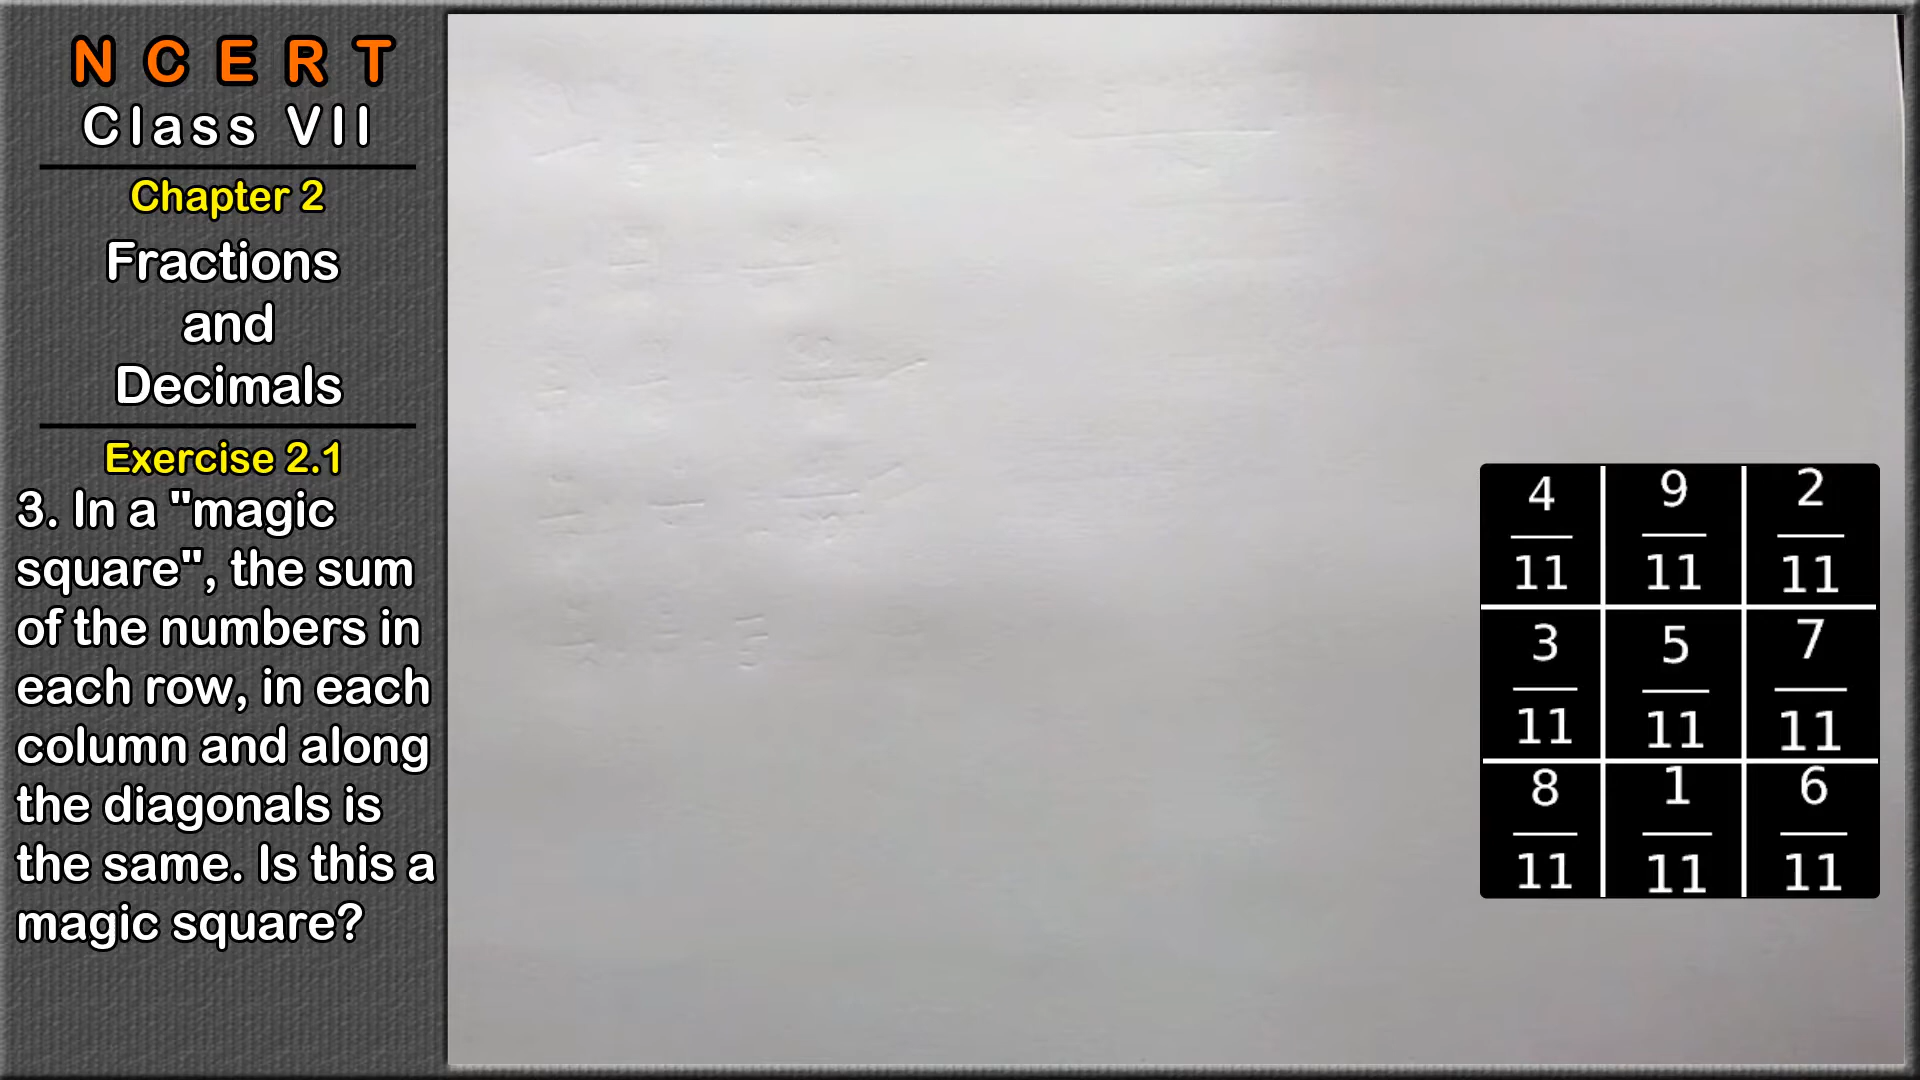 N C E R T
Class VII
Chapter 2
Fractions
and
Decimals
Exercise 2.1
3. In a "magic
square", the sum
of the numbers in
each row, in each
column and along
the diagonals is
the same. Is this a
magic square?
4 9 2
11 11 11
3 5 7
11 11 11
8 1 6
11 11 11